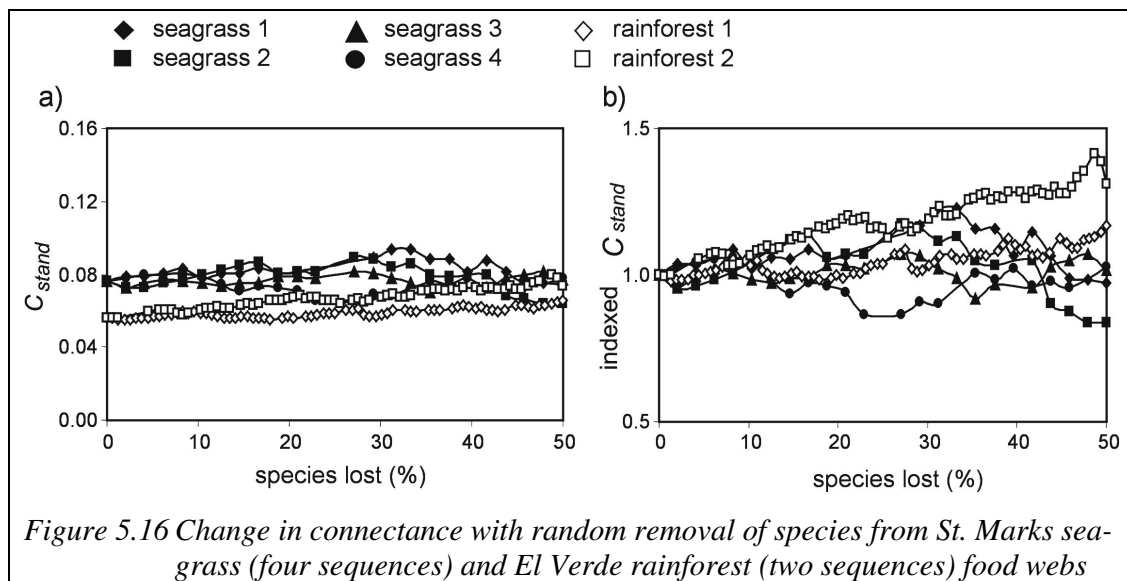 seagrass 1 seagrass 3 rainforest 1
seagrass 2 seagrass 4 rainforest 2
a)
0.16
0.12
0.08
0.04
0.00
C stand
0 10 20 30 40 50
species lost (%)
b)
1.5
1.0
0.5
indexed C stand
0 10 20 30 40 50
species lost (%)
Figure 5.16 Change in connectance with random removal of species from St. Marks sea-
grass (four sequences) and El Verde rainforest (two sequences) food webs